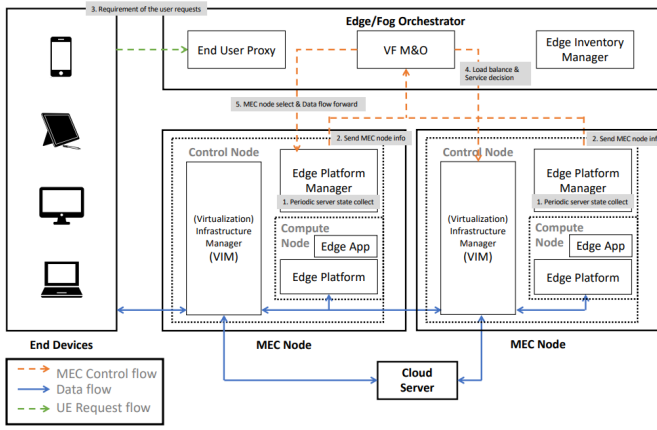 3. Requirement of the user requests
Edge/Fog Orchestrator
End User Proxy
VF M&O
Edge Inventory
Manager
4. Load balance &
Service decision
5. MEC node select & Data flow forward
2. Send MEC node info
2. Send MEC node inf
Control Node
Edge Platform
Manager
1. Periodic server state collect
(Virtualization)
Infrastructure
Manager
(VIM)
Compute
Node
Edge App
Edge Platform
Control Node
Edge Platform
Manager
1. Periodic server state collect
(Virtualization)
Infrastructure
Manager
(VIM)
Compute
Node
Edge App
Edge Platform
End Devices
MEC Node
MEC Node
Cloud
Server
MEC Control flow
Data flow
UE Request flow